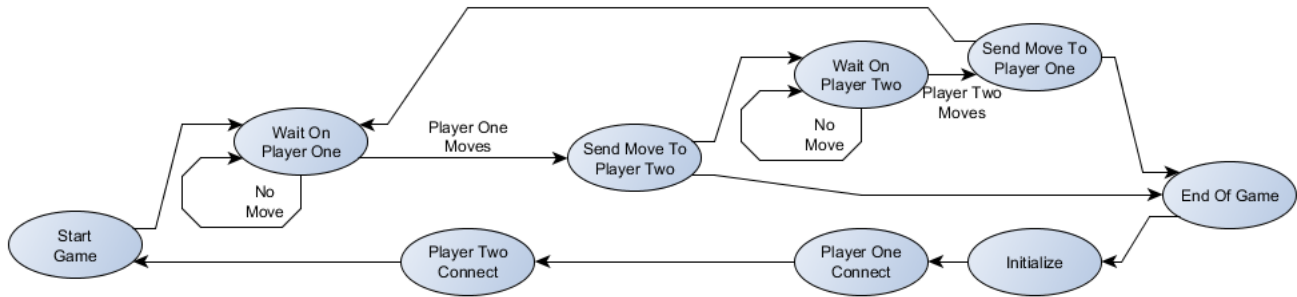 Send Move To
Player One
Wait On
Player Two
Player Two
Moves
No
Move
Wait On
Player One
Player One
Moves
Send Move To
Player Two
No
Move
End Of Game
Start
Game
Player Two
Connect
Player One
Connect
Initialize